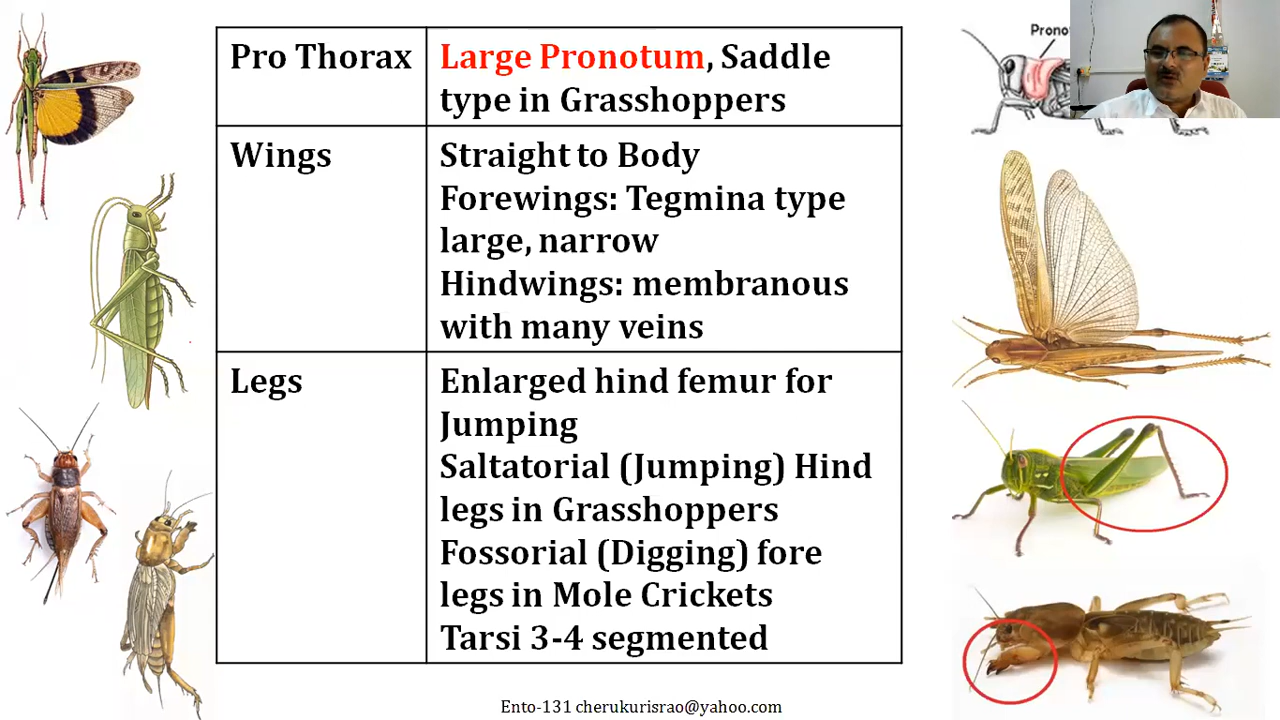 Pro Thorax
Large Pronotum, Saddle
type in Grasshoppers
Wings
Straight to Body
Forewings: Tegmina type
large, narrow
Hindwings: membranous
with many veins
Legs
Enlarged hind femur for
Jumping
Saltatorial (Jumping) Hind
legs in Grasshoppers
Fossorial (Digging) fore
legs in Mole Crickets
Tarsi 3-4 segmented
Ento-131 cherukurisrao@yahoo.com